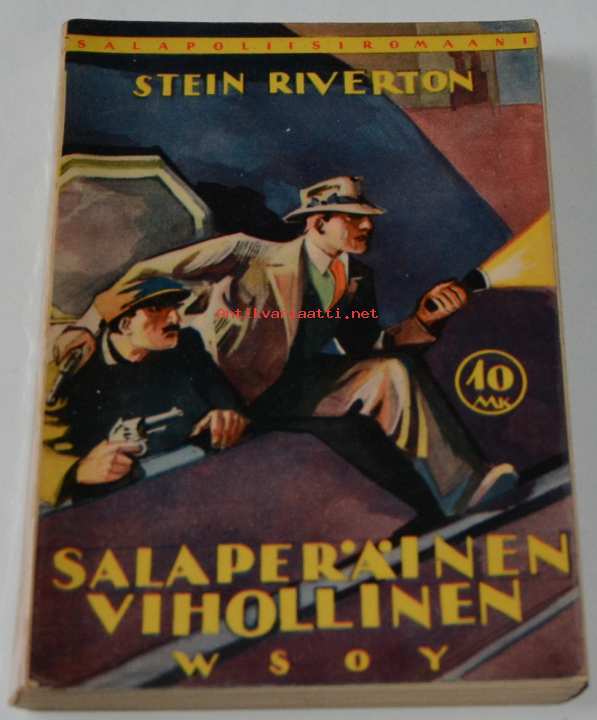 SALAPOLIISIROMAANI
STEIN RIVERTON
Antikvariaatti.net
10
MK
SALAPERÄINEN
VIHOLLINEN
WSOY